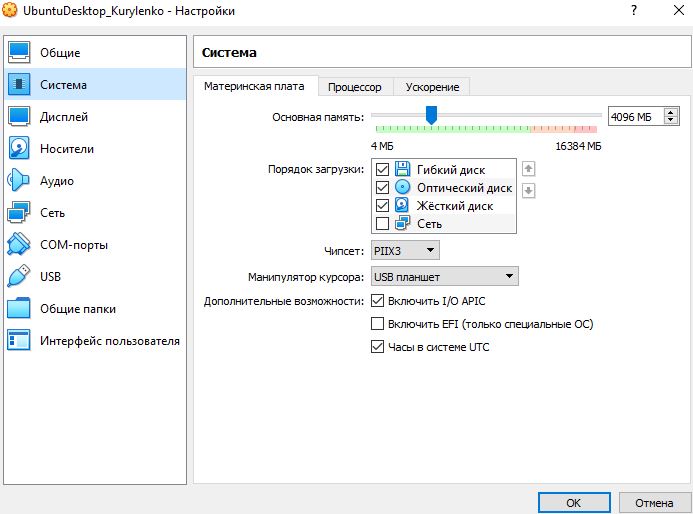 UbuntuDesktop_Kurylenko - Настройки
? ×
Общие
Система
Дисплей
Носители
Аудио
Сеть
COM-порты
USB
Общие папки
Интерфейс пользователя
Система
Материнская плата Процессор Ускорение
Основная память: 4096 МБ
4 МБ 16384 МБ
Порядок загрузки: Гибкий диск
Оптический диск
Жёсткий диск
Сеть
Чипсет: PIIX3
Манипулятор курсора: USB планшет
Дополнительные возможности: Включить I/O APIC
Включить EFI (только специальные ОС)
Часы в системе UTC
OK Отмена